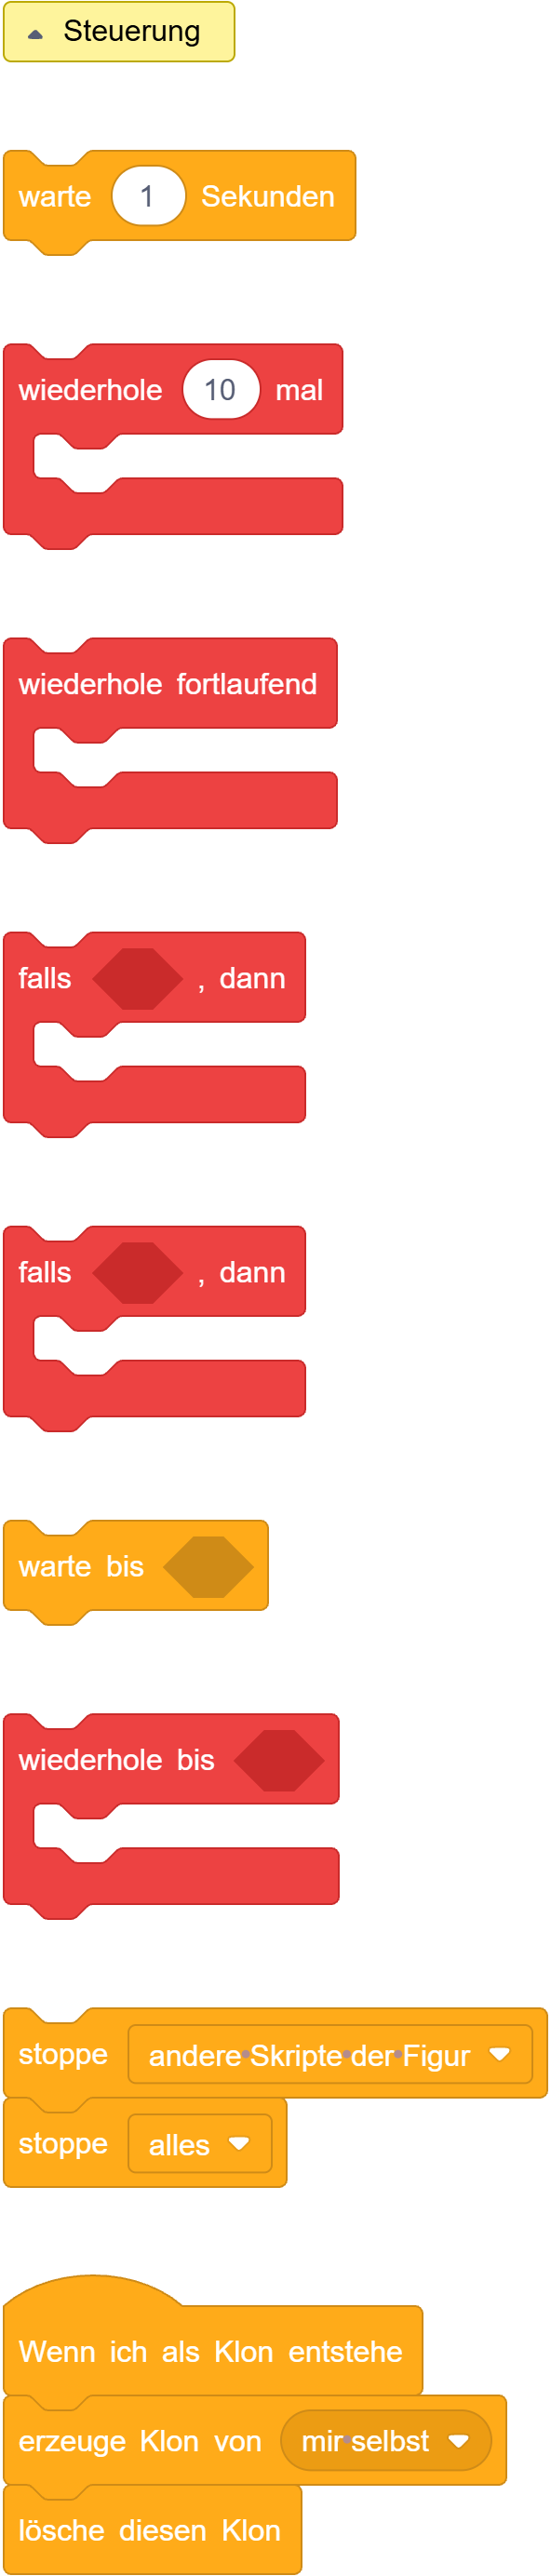 Steuerung
warte 1 Sekunden
wiederhole 10 mal
wiederhole fortlaufend
falls , dann
falls , dann
warte bis
wiederhole bis
stoppe andere Skripte der Figur
stoppe alles
Wenn ich als Klon entstehe
erzeuge Klon von mir selbst
lösche diesen Klon